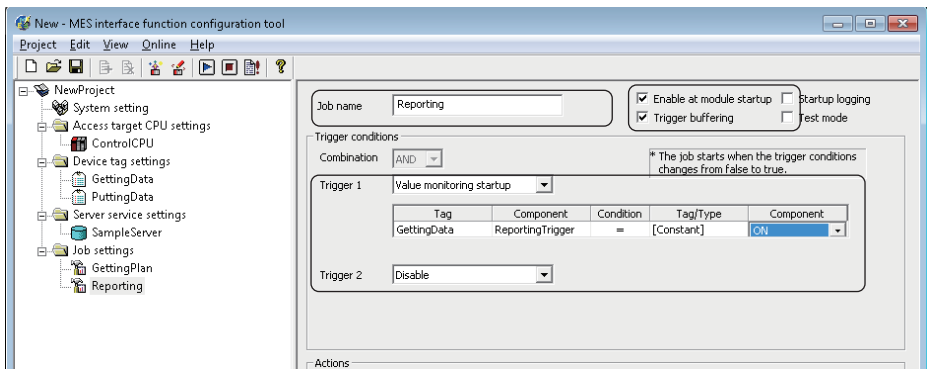 New - MES interface function configuration tool
Project Edit View Online Help
NewProject
System setting
Access target CPU settings
ControlCPU
Device tag settings
GettingData
PuttingData
Server service settings
SampleServer
Job settings
GettingPlan
Reporting
Job name Reporting
Enable at module startup Startup logging
Trigger buffering Test mode
Trigger conditions
Combination AND
* The job starts when the trigger conditions
changes from false to true.
Trigger 1 Value monitoring startup
Tag Component Condition Tag/Type Component
GettingData ReportingTrigger = [Constant] ON
Trigger 2 Disable
Actions